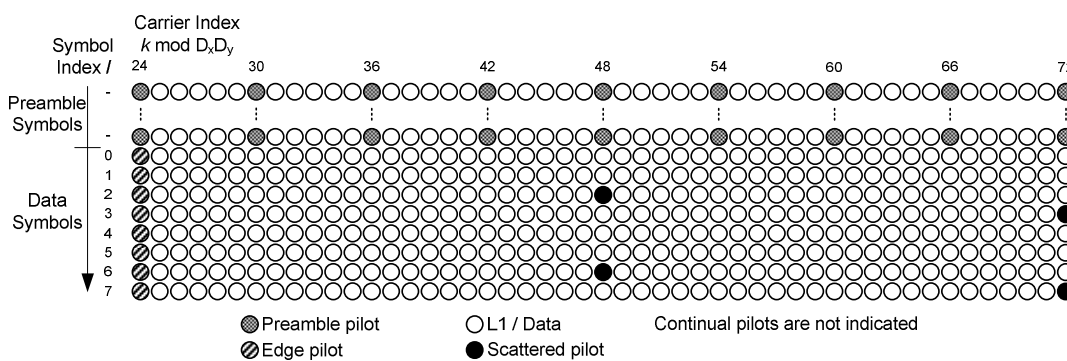 Carrier Index
Symbol k mod DxDy
Index l 24 30 36 42 48 54 60 66 72
-
Preamble
Symbols
-
0
1
2
3
4
5
6
7
Data
Symbols
Preamble pilot L1 / Data Continual pilots are not indicated
Edge pilot Scattered pilot